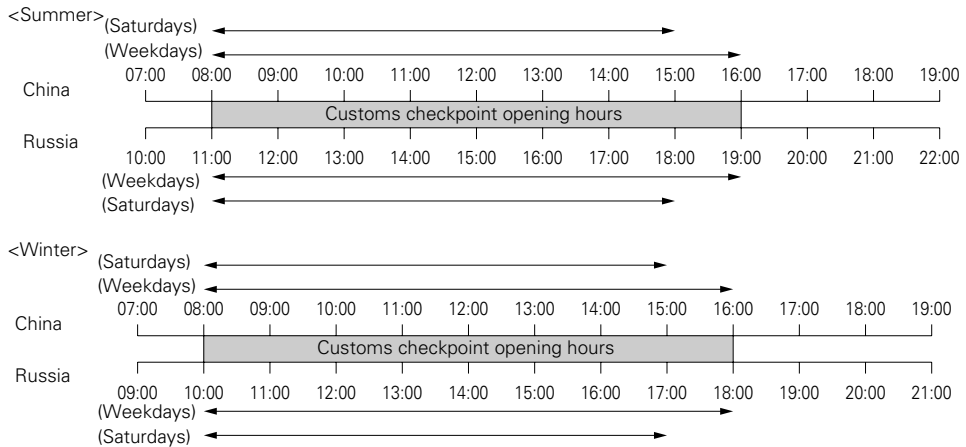 <Summer>
(Saturdays)
(Weekdays)
07:00 08:00 09:00 10:00 11:00 12:00 13:00 14:00 15:00 16:00 17:00 18:00 19:00
China
Customs checkpoint opening hours
Russia
10:00 11:00 12:00 13:00 14:00 15:00 16:00 17:00 18:00 19:00 20:00 21:00 22:00
(Weekdays)
(Saturdays)
<Winter>
(Saturdays)
(Weekdays)
07:00 08:00 09:00 10:00 11:00 12:00 13:00 14:00 15:00 16:00 17:00 18:00 19:00
China
Customs checkpoint opening hours
Russia
09:00 10:00 11:00 12:00 13:00 14:00 15:00 16:00 17:00 18:00 19:00 20:00 21:00
(Weekdays)
(Saturdays)